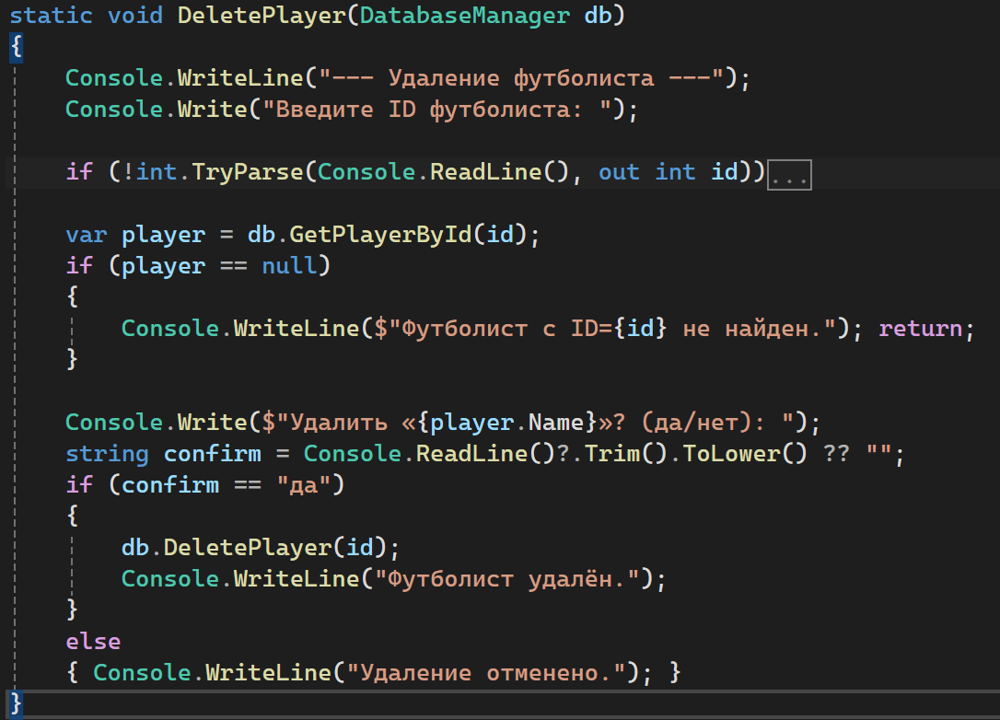 static void DeletePlayer(DatabaseManager db)
{
    Console.WriteLine("--- Удаление футболиста ---");
    Console.Write("Введите ID футболиста: ");

    if (!int.TryParse(Console.ReadLine(), out int id))...

    var player = db.GetPlayerById(id);
    if (player == null)
    {
        Console.WriteLine($"Футболист с ID={id} не найден."); return;
    }

    Console.Write($"Удалить «{player.Name}»? (да/нет): ");
    string confirm = Console.ReadLine()?.Trim().ToLower() ?? "";
    if (confirm == "да")
    {
        db.DeletePlayer(id);
        Console.WriteLine("Футболист удалён.");
    }
    else
    { Console.WriteLine("Удаление отменено."); }
}